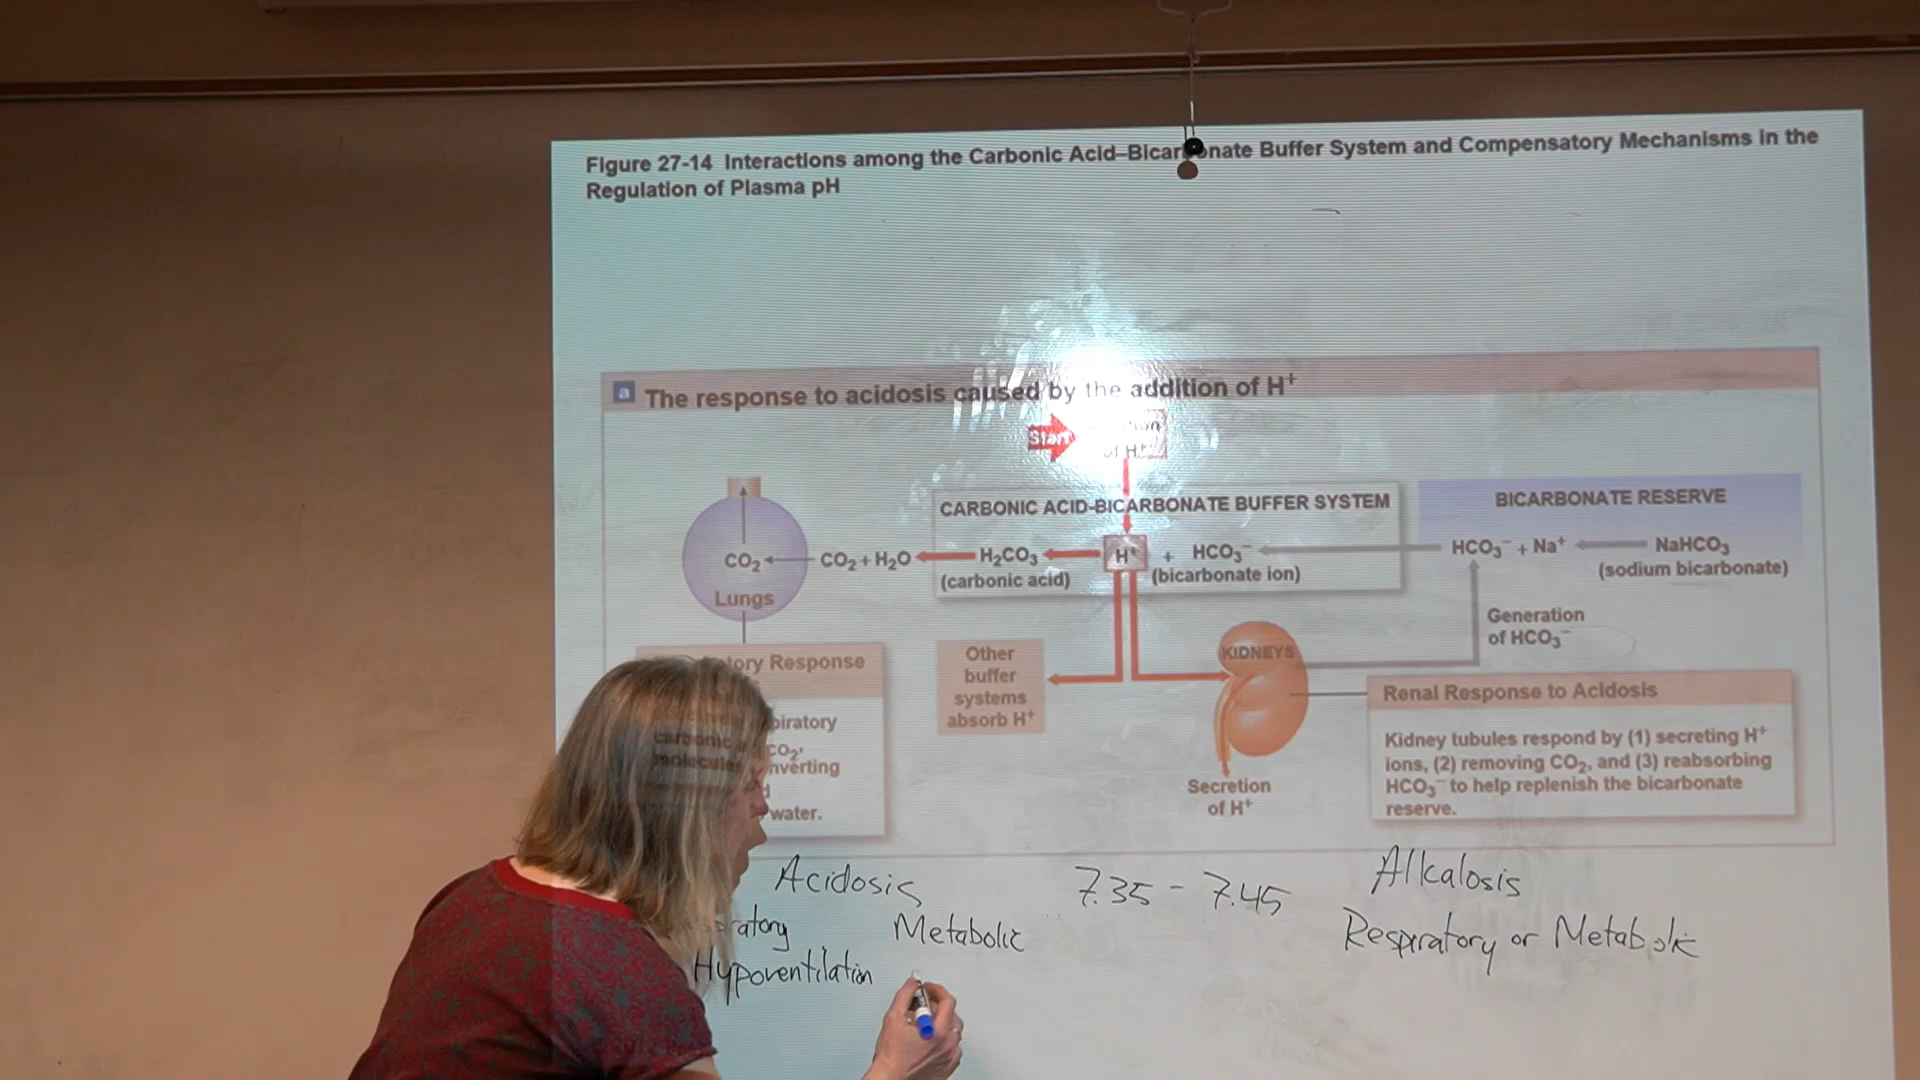 Figure 27-14 Interactions among the Carbonic Acid–Bicarbonate Buffer System and Compensatory Mechanisms in the
Regulation of Plasma pH
a The response to acidosis caused by the addition of H⁺
Start
of H⁺
CARBONIC ACID-BICARBONATE BUFFER SYSTEM
BICARBONATE RESERVE
CO₂
CO₂ + H₂O
H₂CO₃
H⁺ + HCO₃⁻
HCO₃⁻ + Na⁺
NaHCO₃
(carbonic acid)
(bicarbonate ion)
(sodium bicarbonate)
Lungs
Generation
of HCO₃⁻
Response
Other
buffer
systems
absorb H⁺
KIDNEYS
Renal Response to Acidosis
Kidney tubules respond by (1) secreting H⁺
ions, (2) removing CO₂, and (3) reabsorbing
HCO₃⁻ to help replenish the bicarbonate
reserve.
carbonic
CO₂,
water.
Secretion
of H⁺
Acidosis
7.35 - 7.45
Alkalosis
Metabolic
Respiratory or Metabolic
Hypoventilation